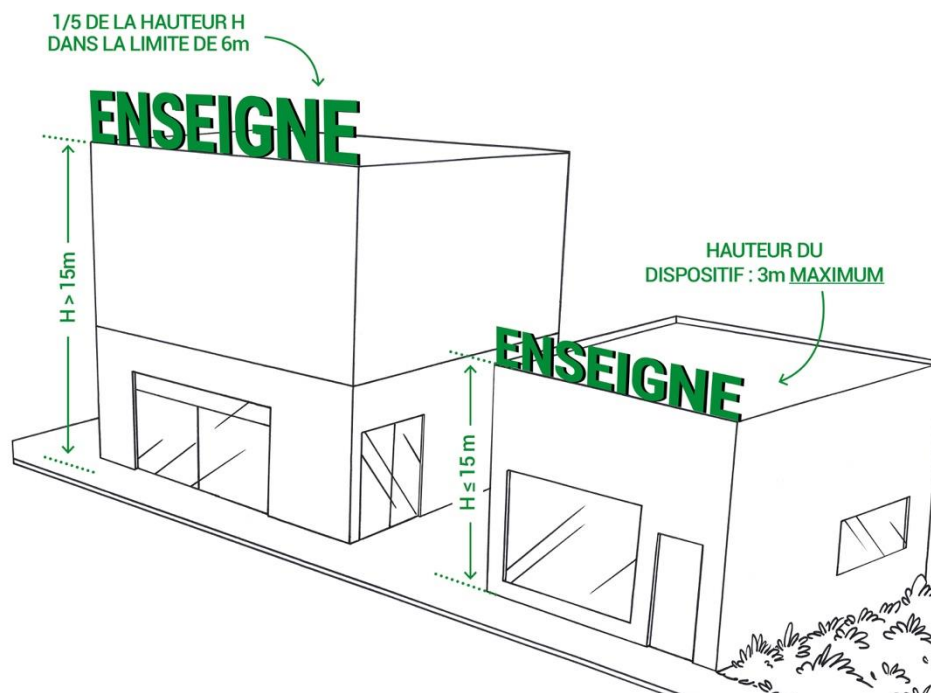 1/5 DE LA HAUTEUR H
DANS LA LIMITE DE 6m
ENSEIGNE
H > 15m
HAUTEUR DU
DISPOSITIF : 3m MAXIMUM
ENSEIGNE
H ≤ 15 m